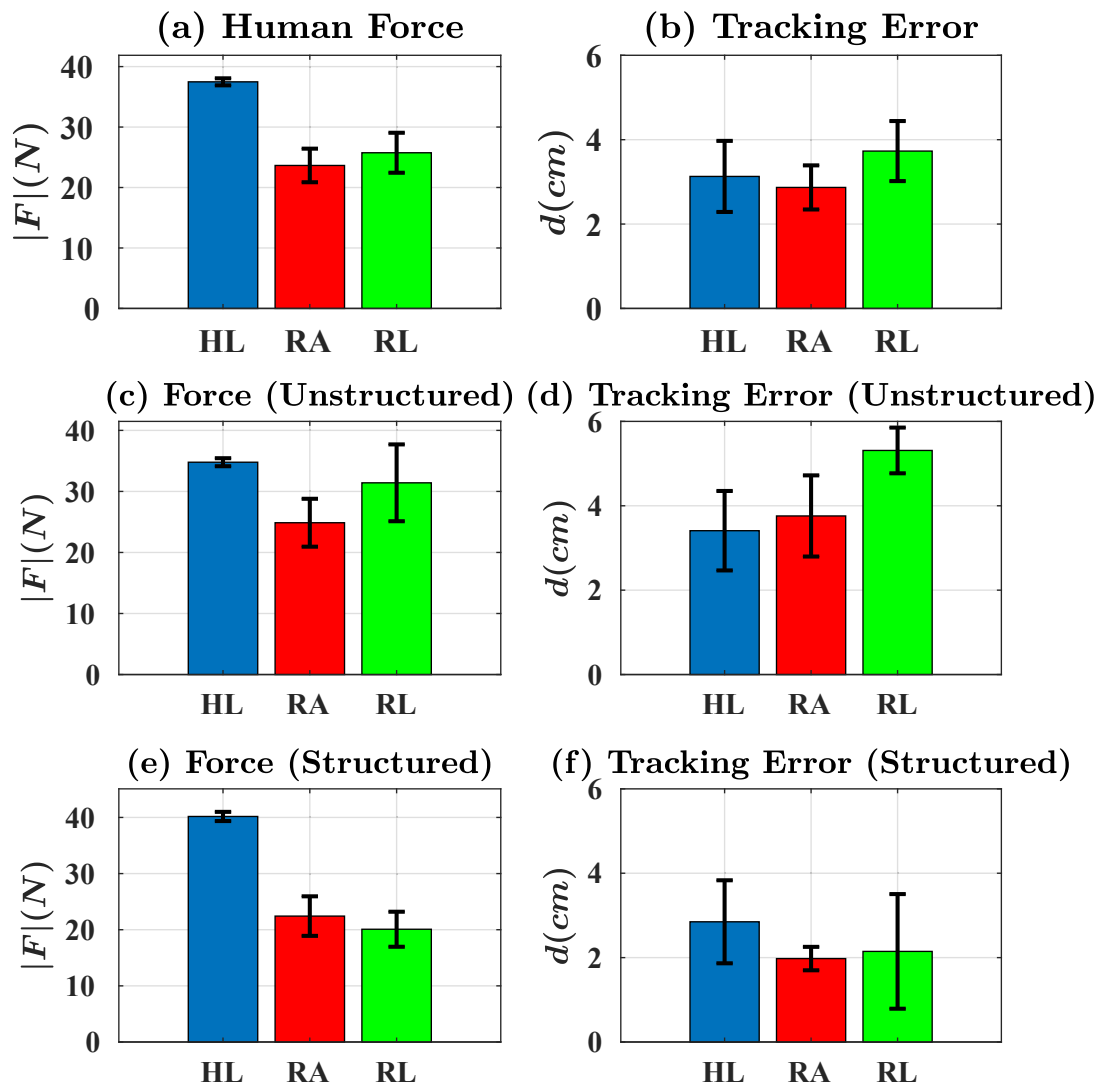 (a) Human Force
|F|(N)
40
30
20
10
0
HL RA RL
(b) Tracking Error
d(cm)
6
4
2
0
HL RA RL
(c) Force (Unstructured)
|F|(N)
40
30
20
10
0
HL RA RL
(d) Tracking Error (Unstructured)
d(cm)
6
4
2
0
HL RA RL
(e) Force (Structured)
|F|(N)
40
30
20
10
0
HL RA RL
(f) Tracking Error (Structured)
d(cm)
6
4
2
0
HL RA RL